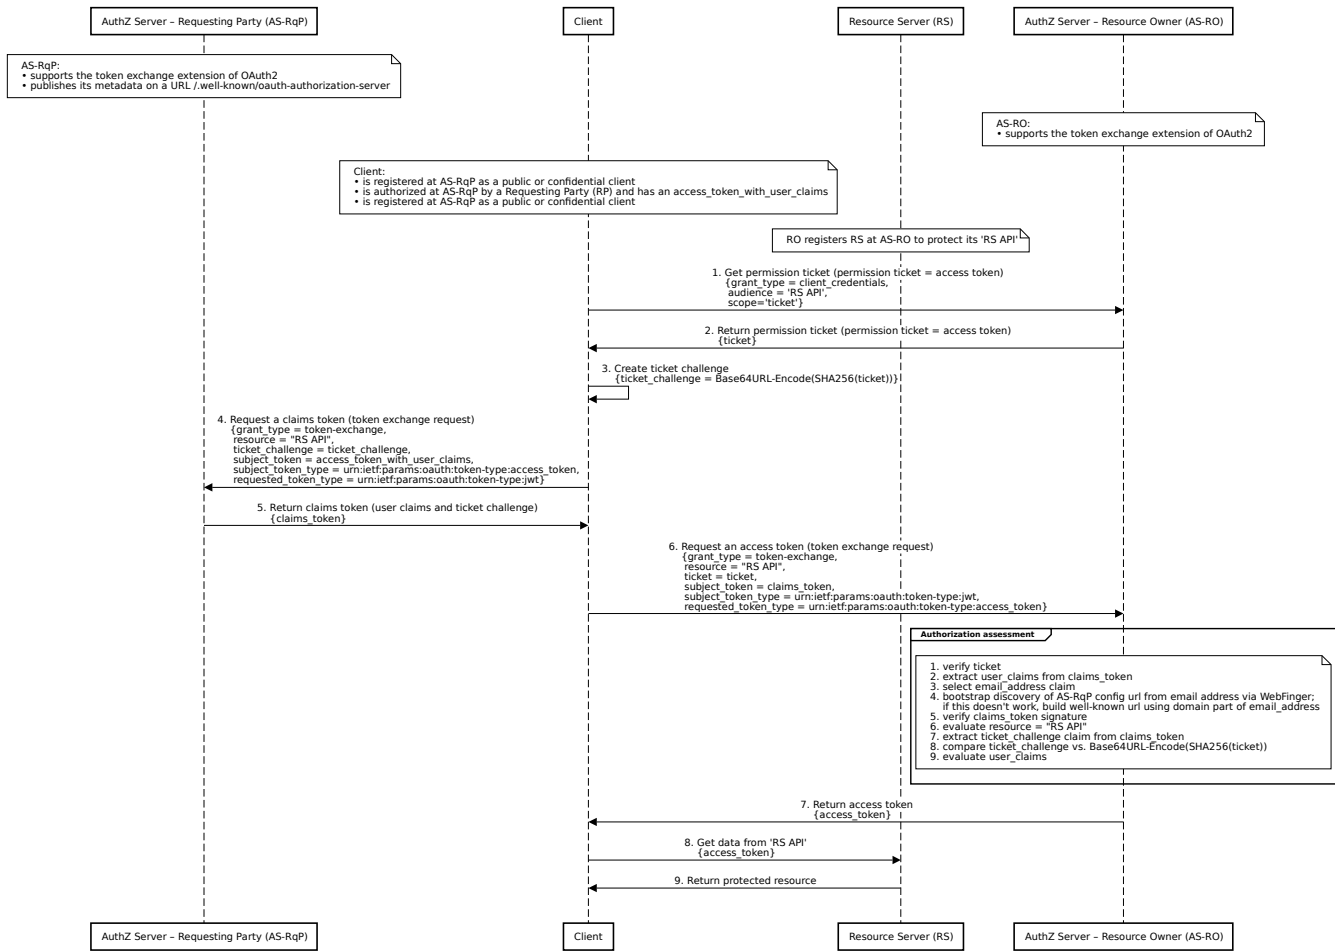 AuthZ Server – Requesting Party (AS-RqP)
Client
Resource Server (RS)
AuthZ Server – Resource Owner (AS-RO)
AS-RqP:
• supports the token exchange extension of OAuth2
• publishes its metadata on a URL /.well-known/oauth-authorization-server
AS-RO:
• supports the token exchange extension of OAuth2
Client:
• is registered at AS-RqP as a public or confidential client
• is authorized at AS-RqP by a Requesting Party (RP) and has an access_token_with_user_claims
• is registered at AS-RqP as a public or confidential client
RO registers RS at AS-RO to protect its 'RS API'
1. Get permission ticket (permission ticket = access token)
{grant_type = client_credentials,
audience = 'RS API',
scope='ticket'}
2. Return permission ticket (permission ticket = access token)
{ticket}
3. Create ticket challenge
{ticket_challenge = Base64URL-Encode(SHA256(ticket))}
4. Request a claims token (token exchange request)
{grant_type = token-exchange,
resource = "RS API",
ticket_challenge = ticket_challenge,
subject_token = access_token_with_user_claims,
subject_token_type = urn:ietf:params:oauth:token-type:access_token,
requested_token_type = urn:ietf:params:oauth:token-type:jwt}
5. Return claims token (user claims and ticket challenge)
{claims_token}
6. Request an access token (token exchange request)
{grant_type = token-exchange,
resource = "RS API",
ticket = ticket,
subject_token = claims_token,
subject_token_type = urn:ietf:params:oauth:token-type:jwt,
requested_token_type = urn:ietf:params:oauth:token-type:access_token}
Authorization assessment
1. verify ticket
2. extract user_claims from claims_token
3. select email_address claim
4. bootstrap discovery of AS-RqP config url from email address via WebFinger;
if this doesn't work, build well-known url using domain part of email_address
5. verify claims_token signature
6. evaluate resource = "RS API"
7. extract ticket_challenge claim from claims_token
8. compare ticket_challenge vs. Base64URL-Encode(SHA256(ticket))
9. evaluate user_claims
7. Return access token
{access_token}
8. Get data from 'RS API'
{access_token}
9. Return protected resource
AuthZ Server – Requesting Party (AS-RqP)
Client
Resource Server (RS)
AuthZ Server – Resource Owner (AS-RO)